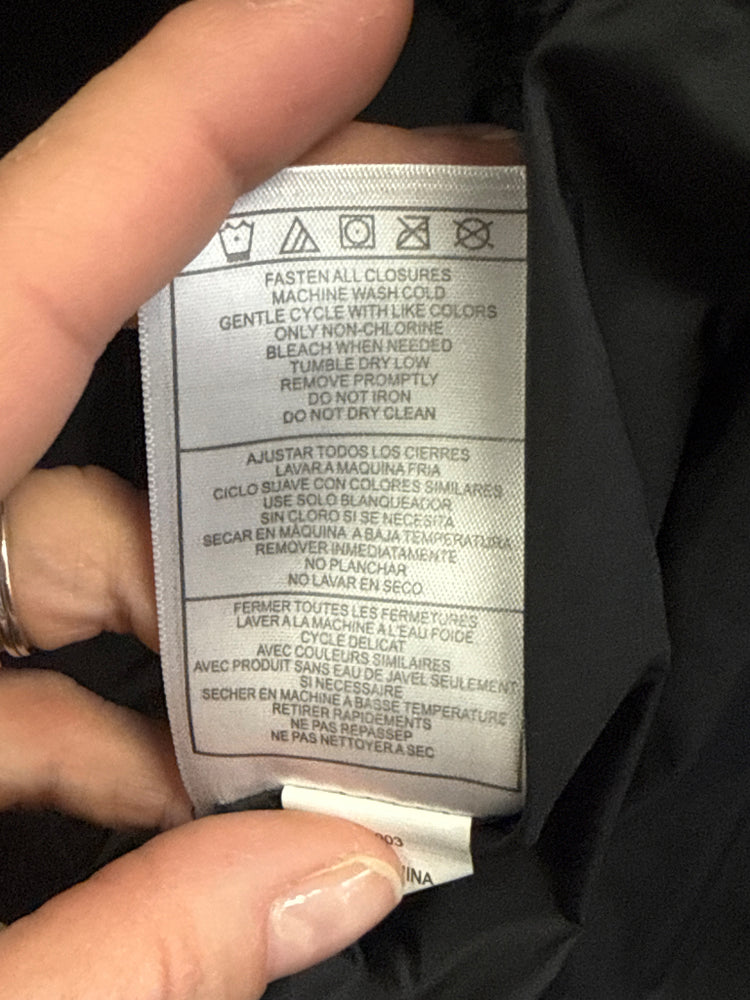 FASTEN ALL CLOSURES
MACHINE WASH COLD
GENTLE CYCLE WITH LIKE COLORS
ONLY NON-CHLORINE
BLEACH WHEN NEEDED
TUMBLE DRY LOW
REMOVE PROMPTLY
DO NOT IRON
DO NOT DRY CLEAN
AJUSTAR TODOS LOS CIERRES
LAVAR A MAQUINA FRIA
CICLO SUAVE CON COLORES SIMILARES
USE SOLO BLANQUEADOR
SIN CLORO SI SE NECESITA
SECAR EN MÁQUINA A BAJA TEMPERATURA
REMOVER INMEDIATAMENTE
NO PLANCHAR
NO LAVAR EN SECO
FERMER TOUTES LES FERMETURES
LAVER A LA MACHINE À L'EAU FOIDE
CYCLE DELICAT
AVEC COULEURS SIMILAIRES
AVEC PRODUIT SANS EAU DE JAVEL SEULEMENT
SI NECESSAIRE
SECHER EN MACHINE À BASSE TEMPERATURE
RETIRER RAPIDEMENTS
NE PAS REPASSEP
NE PAS NETTOYER A SEC
003
INA